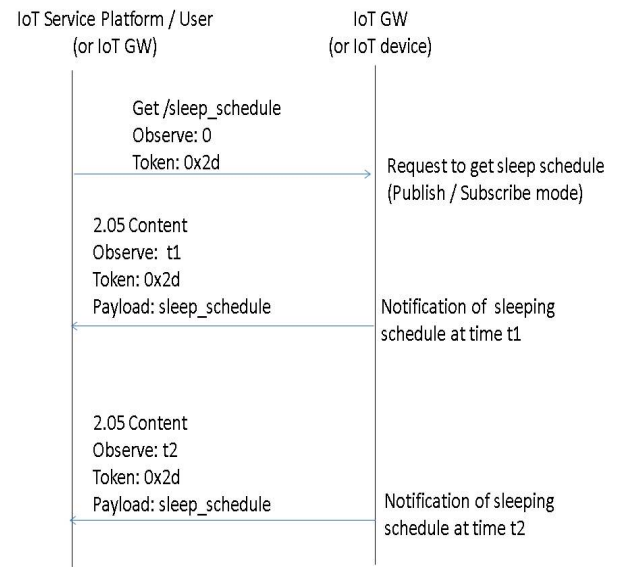 IoT Service Platform / User
(or IoT GW)
IoT GW
(or IoT device)
Get /sleep_schedule
Observe: 0
Token: 0x2d
Request to get sleep schedule
(Publish / Subscribe mode)
2.05 Content
Observe: t1
Token: 0x2d
Payload: sleep_schedule
Notification of sleeping
schedule at time t1
2.05 Content
Observe: t2
Token: 0x2d
Payload: sleep_schedule
Notification of sleeping
schedule at time t2